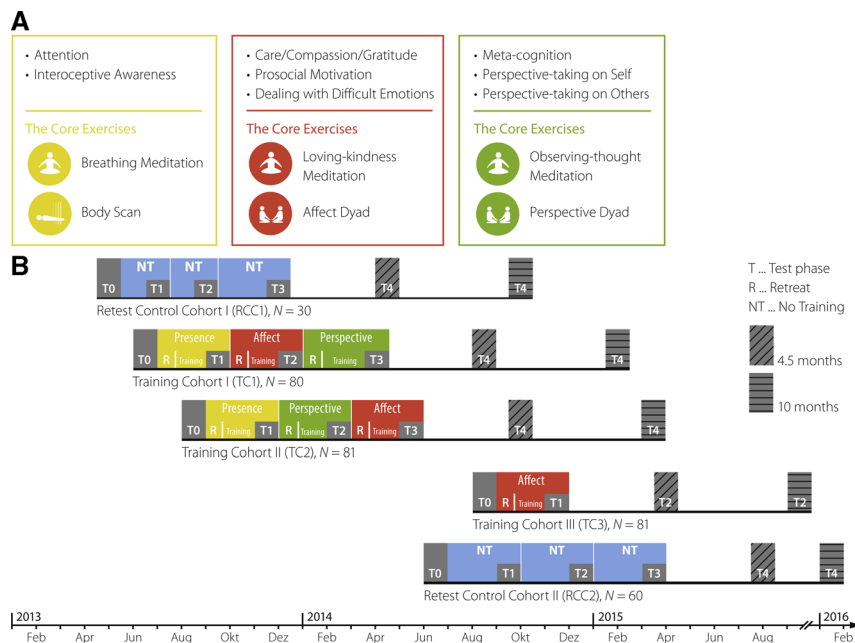 A
• Attention
• Interoceptive Awareness
The Core Exercises
Breathing Meditation
Body Scan
• Care/Compassion/Gratitude
• Prosocial Motivation
• Dealing with Difficult Emotions
The Core Exercises
Loving-kindness
Meditation
Affect Dyad
• Meta-cognition
• Perspective-taking on Self
• Perspective-taking on Others
The Core Exercises
Observing-thought
Meditation
Perspective Dyad
B
NT NT NT
T0 T1 T2 T3 T4 T4
Retest Control Cohort I (RCC1), N = 30
Presence Affect Perspective
T0 R Training T1 R Training T2 R Training T3 T4 T4
Training Cohort I (TC1), N = 80
Presence Perspective Affect
T0 R Training T1 R Training T2 R Training T3 T4 T4
Training Cohort II (TC2), N = 81
Affect
T0 R Training T1 T2 T2
Training Cohort III (TC3), N = 81
NT NT NT
T0 T1 T2 T3 T4 T4
Retest Control Cohort II (RCC2), N = 60
T ... Test phase
R ... Retreat
NT ... No Training
4.5 months
10 months
2013 2014 2015 2016
Feb Apr Jun Aug Okt Dez Feb Apr Jun Aug Okt Dez Feb Apr Jun Aug Feb